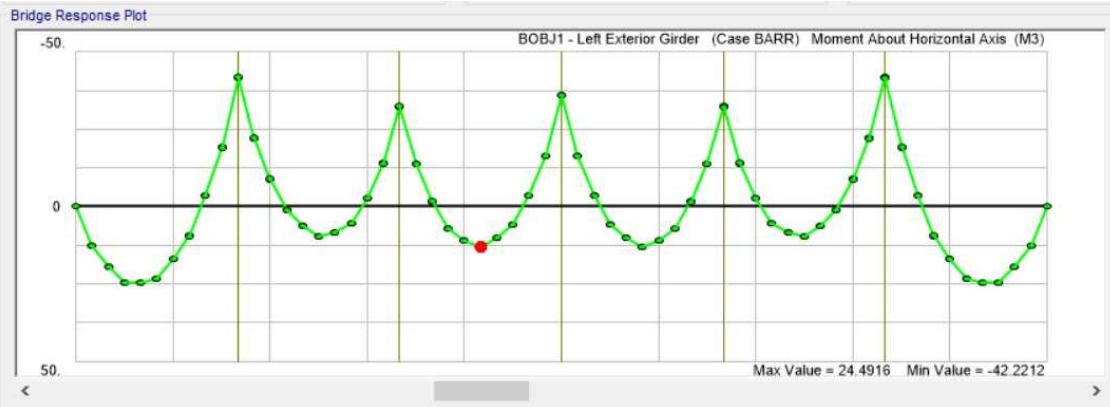 Bridge Response Plot
-50.
BOBJ1 - Left Exterior Girder (Case BARR) Moment About Horizontal Axis (M3)
0
50.
Max Value = 24.4916 Min Value = -42.2212